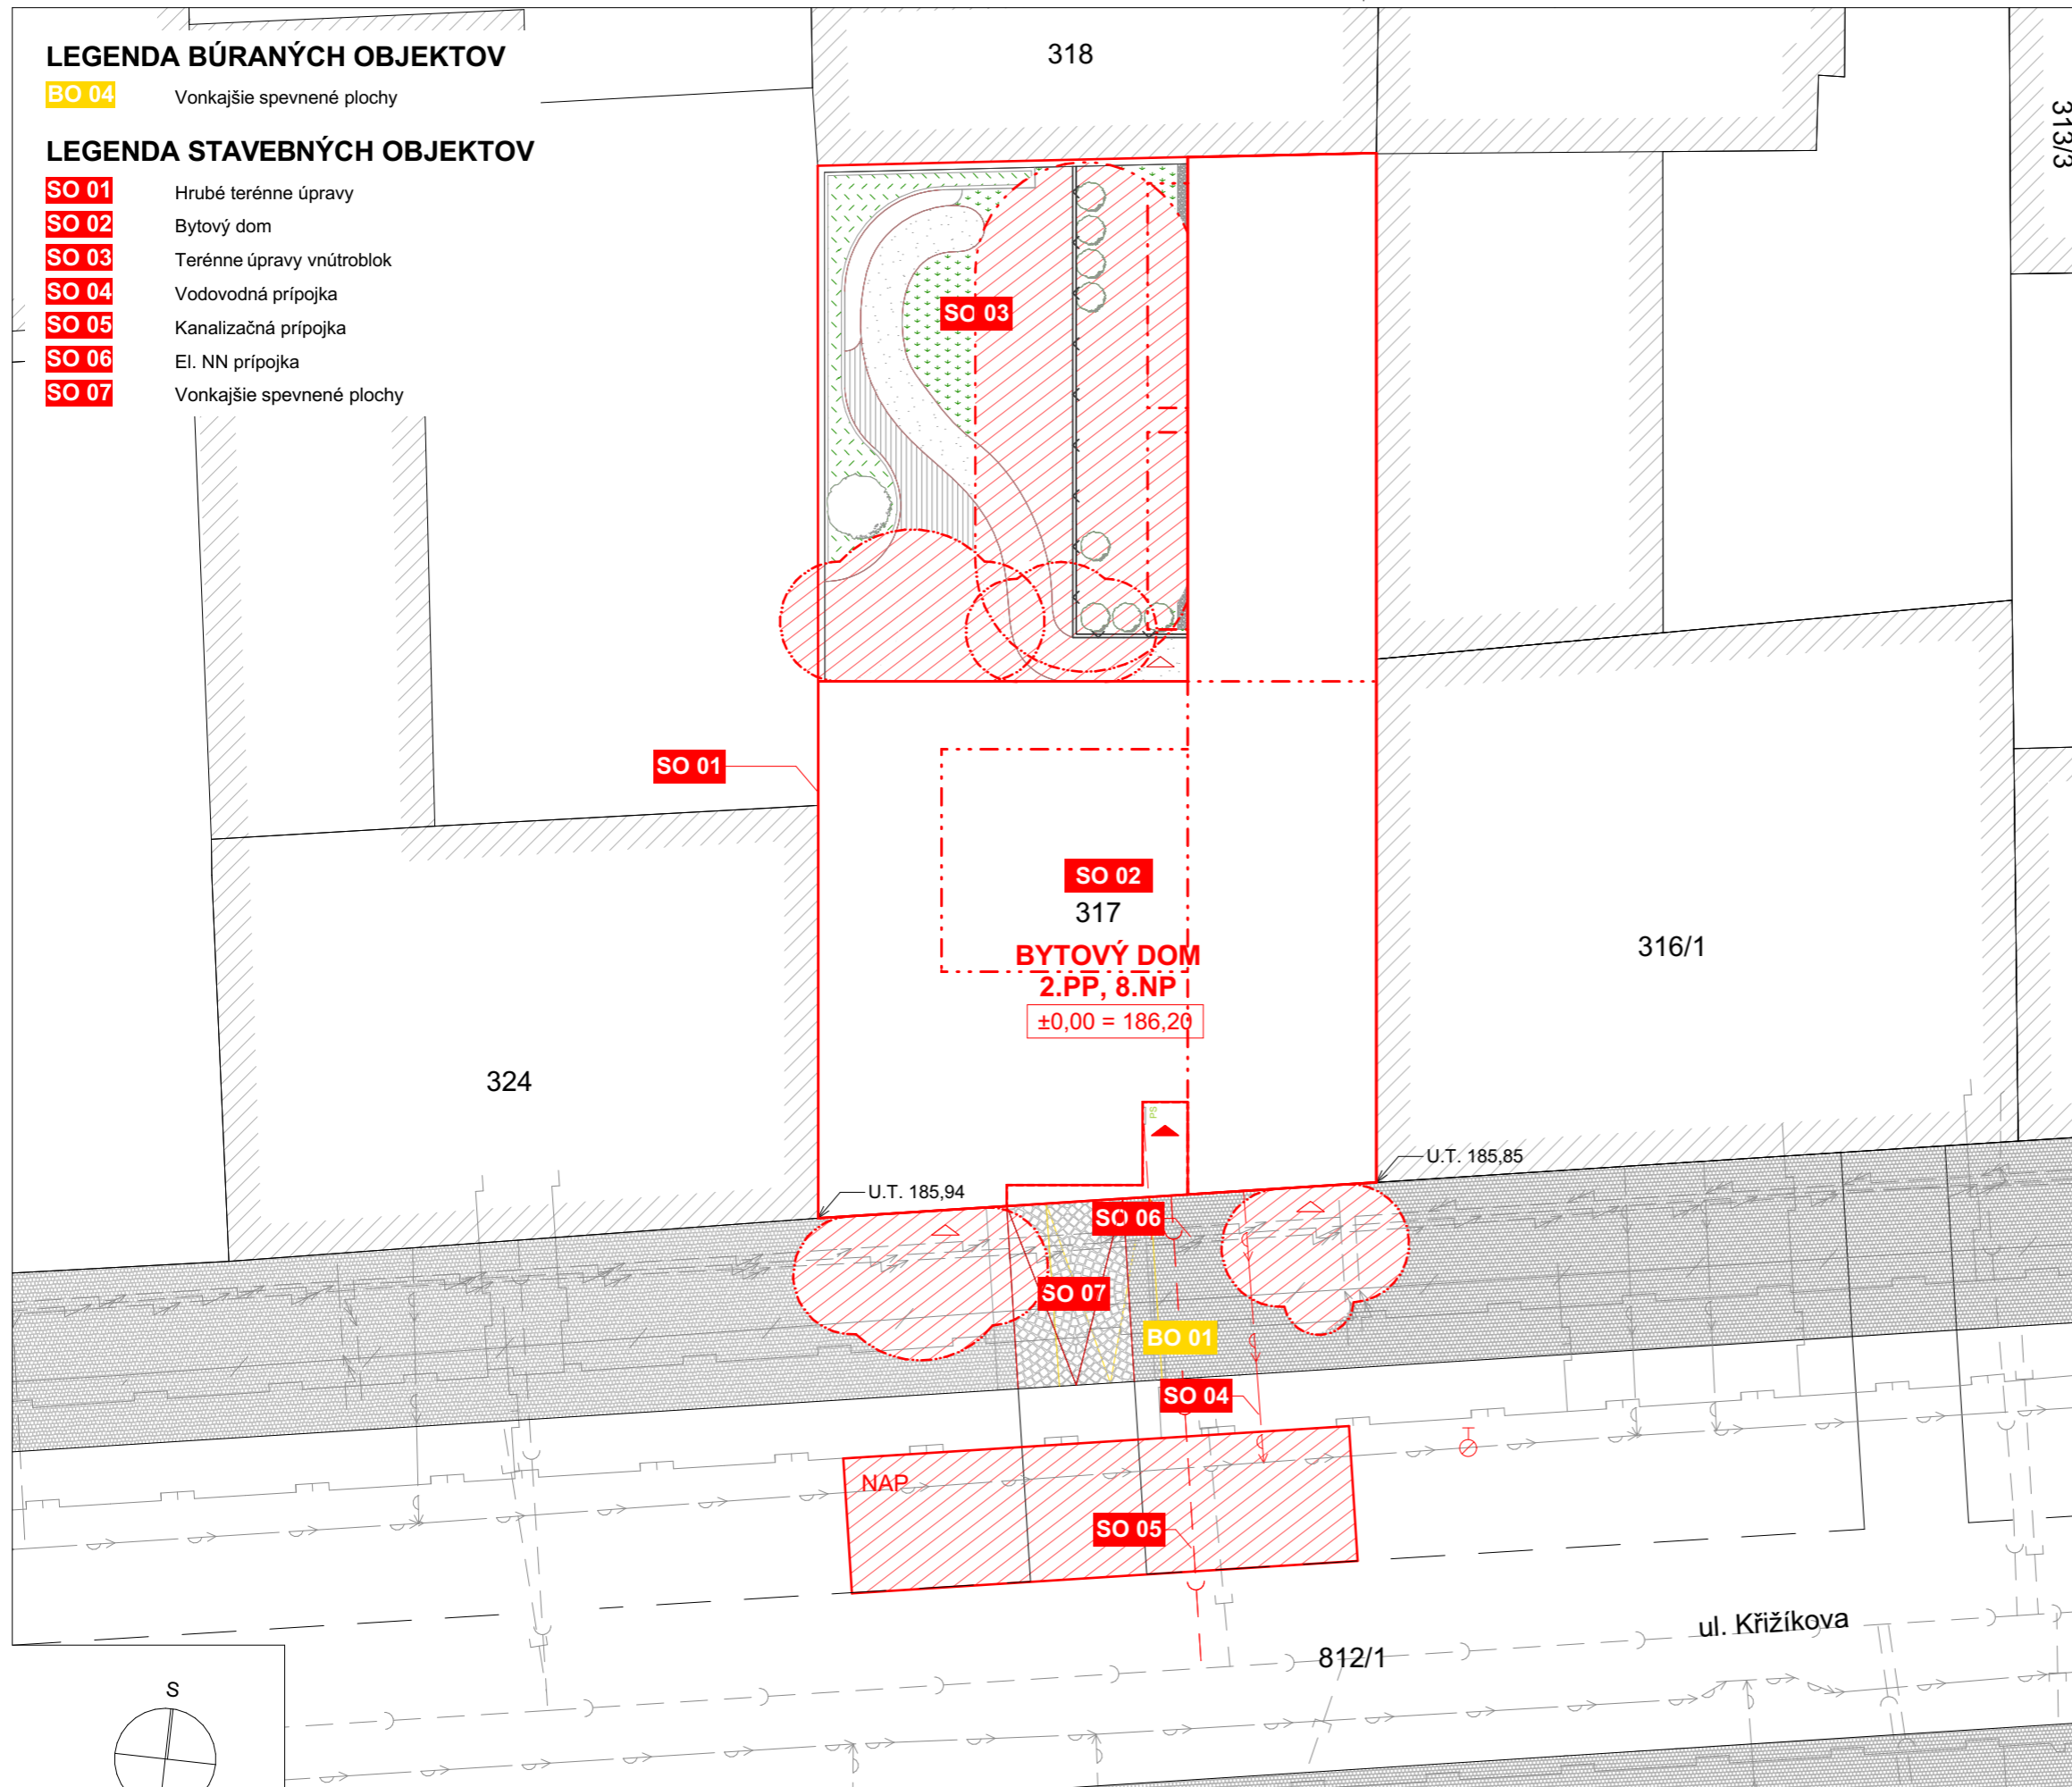 LEGENDA BÚRANÝCH OBJEKTOV
BO 04 Vonkajšie spevnené plochy
LEGENDA STAVEBNÝCH OBJEKTOV
SO 01 Hrubé terénne úpravy
SO 02 Bytový dom
SO 03 Terénne úpravy vnútroblok
SO 04 Vodovodná prípojka
SO 05 Kanalizačná prípojka
SO 06 El. NN prípojka
SO 07 Vonkajšie spevnené plochy
318
313/3
SO 03
SO 01
SO 02
317
BYTOVÝ DOM
2.PP, 8.NP
±0,00 = 186,20
316/1
324
PS
U.T. 185,85
U.T. 185,94
SO 06
SO 07
BO 01
SO 04
NAP
SO 05
ul. Křižíkova
812/1
S